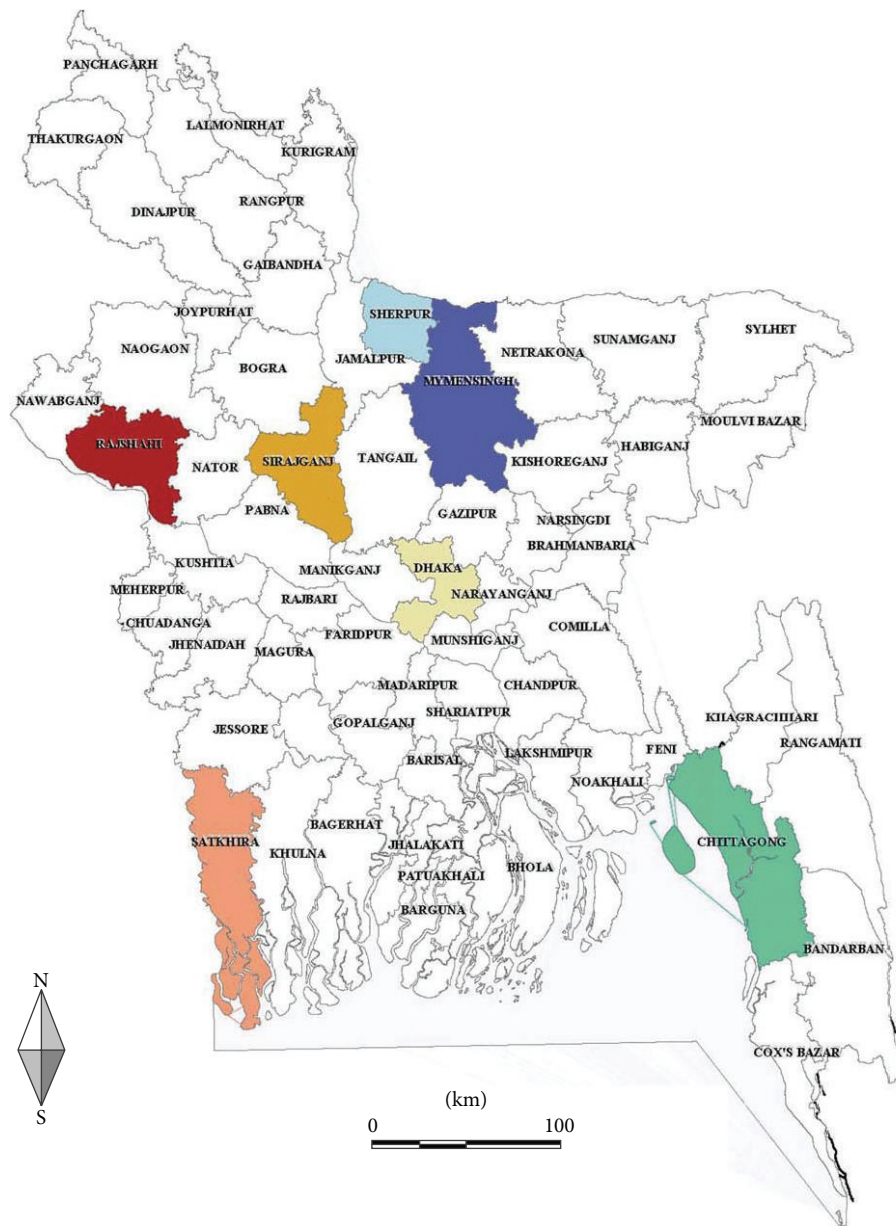 PANCHAGARH
LALMONIRHAT
THAKURGAON
KURIGRAM
RANGPUR
DINAJPUR
GAIBANDHA
JOYPURHAT
SHERPUR
SUNAMGANJ
SYLHET
NAOGAON
NETRAKONA
JAMALPUR
BOGRA
MYMENSINGH
NAWABGANJ
MOULVI BAZAR
RAJSHAHI
HABIGANJ
NATOR
SIRAJGANJ
TANGAIL
KISHOREGANJ
PABNA
GAZIPUR
NARSINGDI
BRAHMANBARIA
KUSHTIA
MANIKGANJ
DHAKA
MEHERPUR
RAJBARI
NARAYANGANJ
CHUADANGA
JHENAIDAH
FARIDPUR
MUNSHIGANJ
COMILLA
MAGURA
MADARIPUR
CHANDPUR
SHARIATPUR
GOPALGANJ
JESSORE
KHAGRACHHARI
RANGAMATI
BARISAL
LAKSHMIPUR
FENI
NOAKHALI
BAGERHAT
SATKHIRA
KHULNA
JHALAKATI
CHITTAGONG
PATUAKHALI
BHOLA
BARGUNA
BANDARBAN
N
S
COX'S BAZAR
(km)
0 100